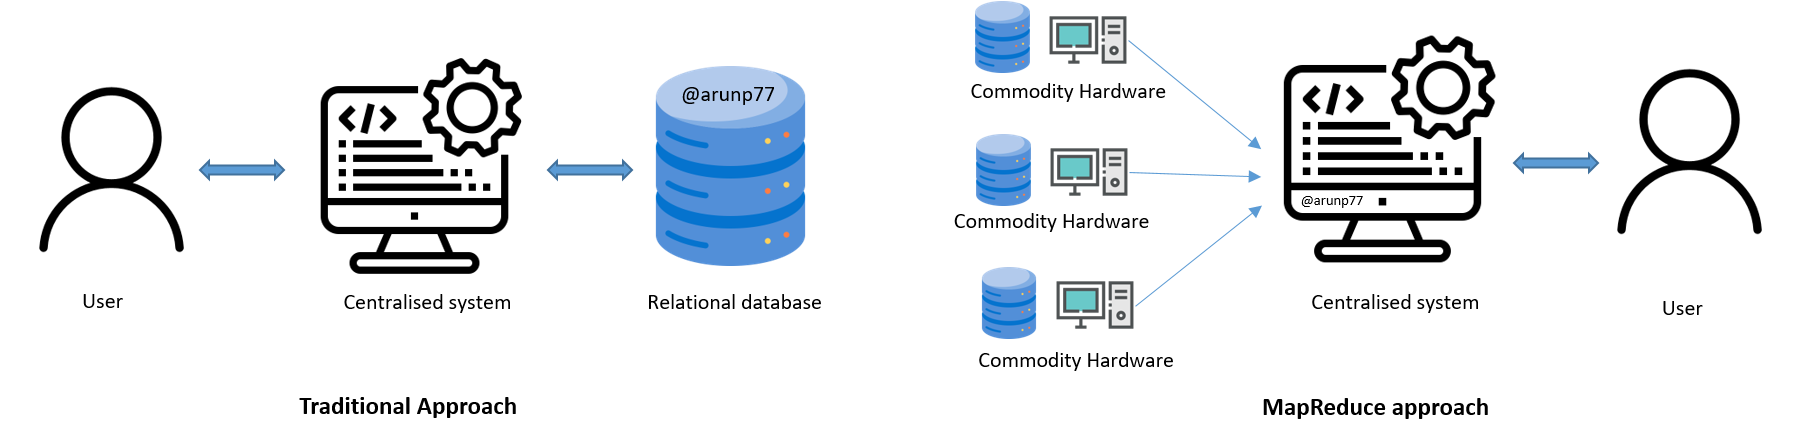 @arunp77
User
Centralised system
Relational database
Traditional Approach
Commodity Hardware
Commodity Hardware
Commodity Hardware
</>
@arunp77
Centralised system
User
MapReduce approach